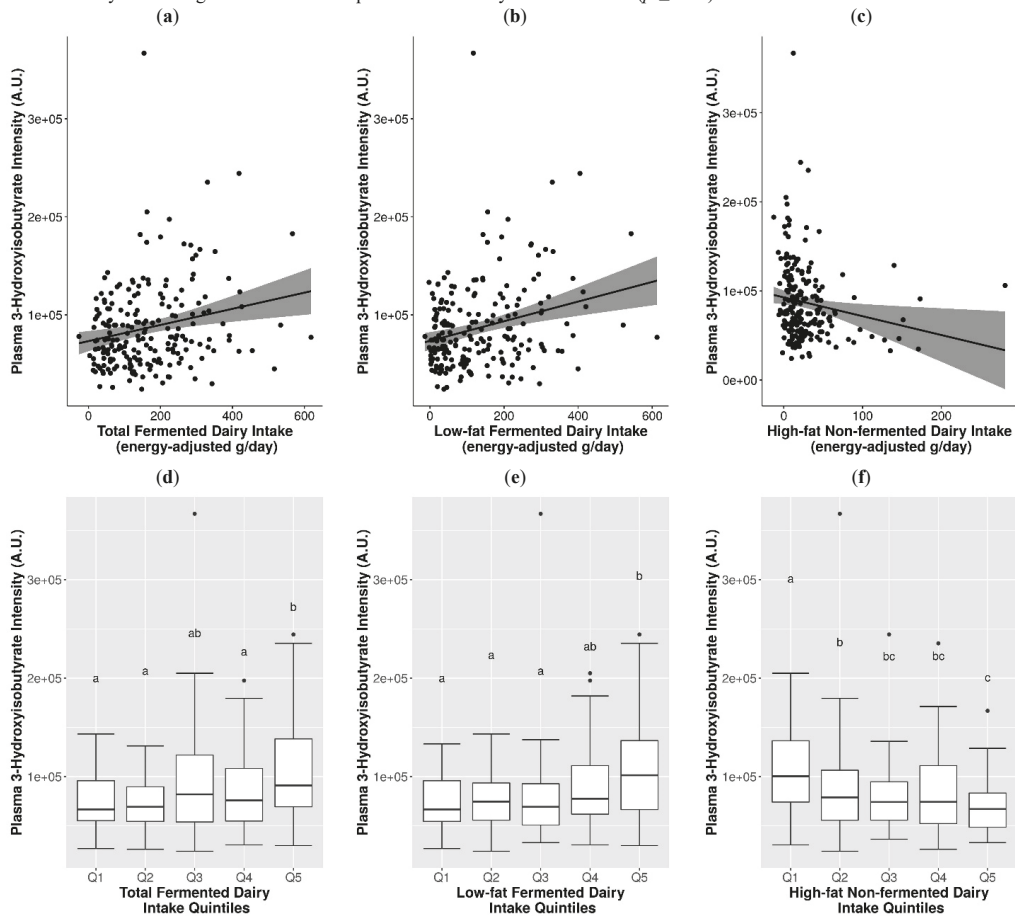 (a)
(b)
(c)
Plasma 3-Hydroxyisobutyrate Intensity (A.U.)
3e+05
2e+05
1e+05
0
200
400
600
Total Fermented Dairy Intake
(energy-adjusted g/day)
Plasma 3-Hydroxyisobutyrate Intensity (A.U.)
3e+05
2e+05
1e+05
0
200
400
600
Low-fat Fermented Dairy Intake
(energy-adjusted g/day)
Plasma 3-Hydroxyisobutyrate Intensity (A.U.)
3e+05
2e+05
1e+05
0e+00
0
100
200
High-fat Non-fermented Dairy Intake
(energy-adjusted g/day)
(d)
(e)
(f)
Plasma 3-Hydroxyisobutyrate Intensity (A.U.)
3e+05
2e+05
1e+05
a
a
ab
a
b
Q1
Q2
Q3
Q4
Q5
Total Fermented Dairy
Intake Quintiles
Plasma 3-Hydroxyisobutyrate Intensity (A.U.)
3e+05
2e+05
1e+05
a
a
a
ab
b
Q1
Q2
Q3
Q4
Q5
Low-fat Fermented Dairy
Intake Quintiles
Plasma 3-Hydroxyisobutyrate Intensity (A.U.)
3e+05
2e+05
1e+05
a
b
bc
bc
c
Q1
Q2
Q3
Q4
Q5
High-fat Non-fermented Dairy
Intake Quintiles